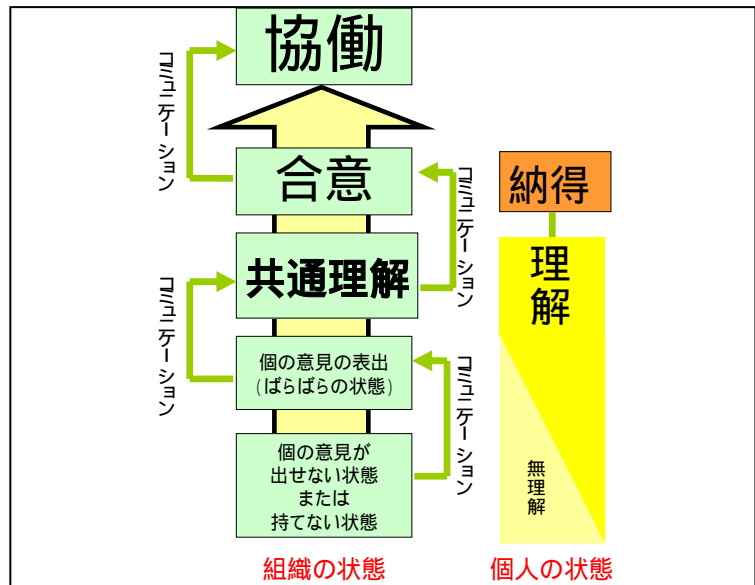 協働
コミュニケーション
合意
コミュニケーション
納得
共通理解
理解
コミュニケーション
個の意見の表出
(ばらばらの状態)
コミュニケーション
個の意見が
出せない状態
または
持てない状態
無理解
組織の状態
個人の状態